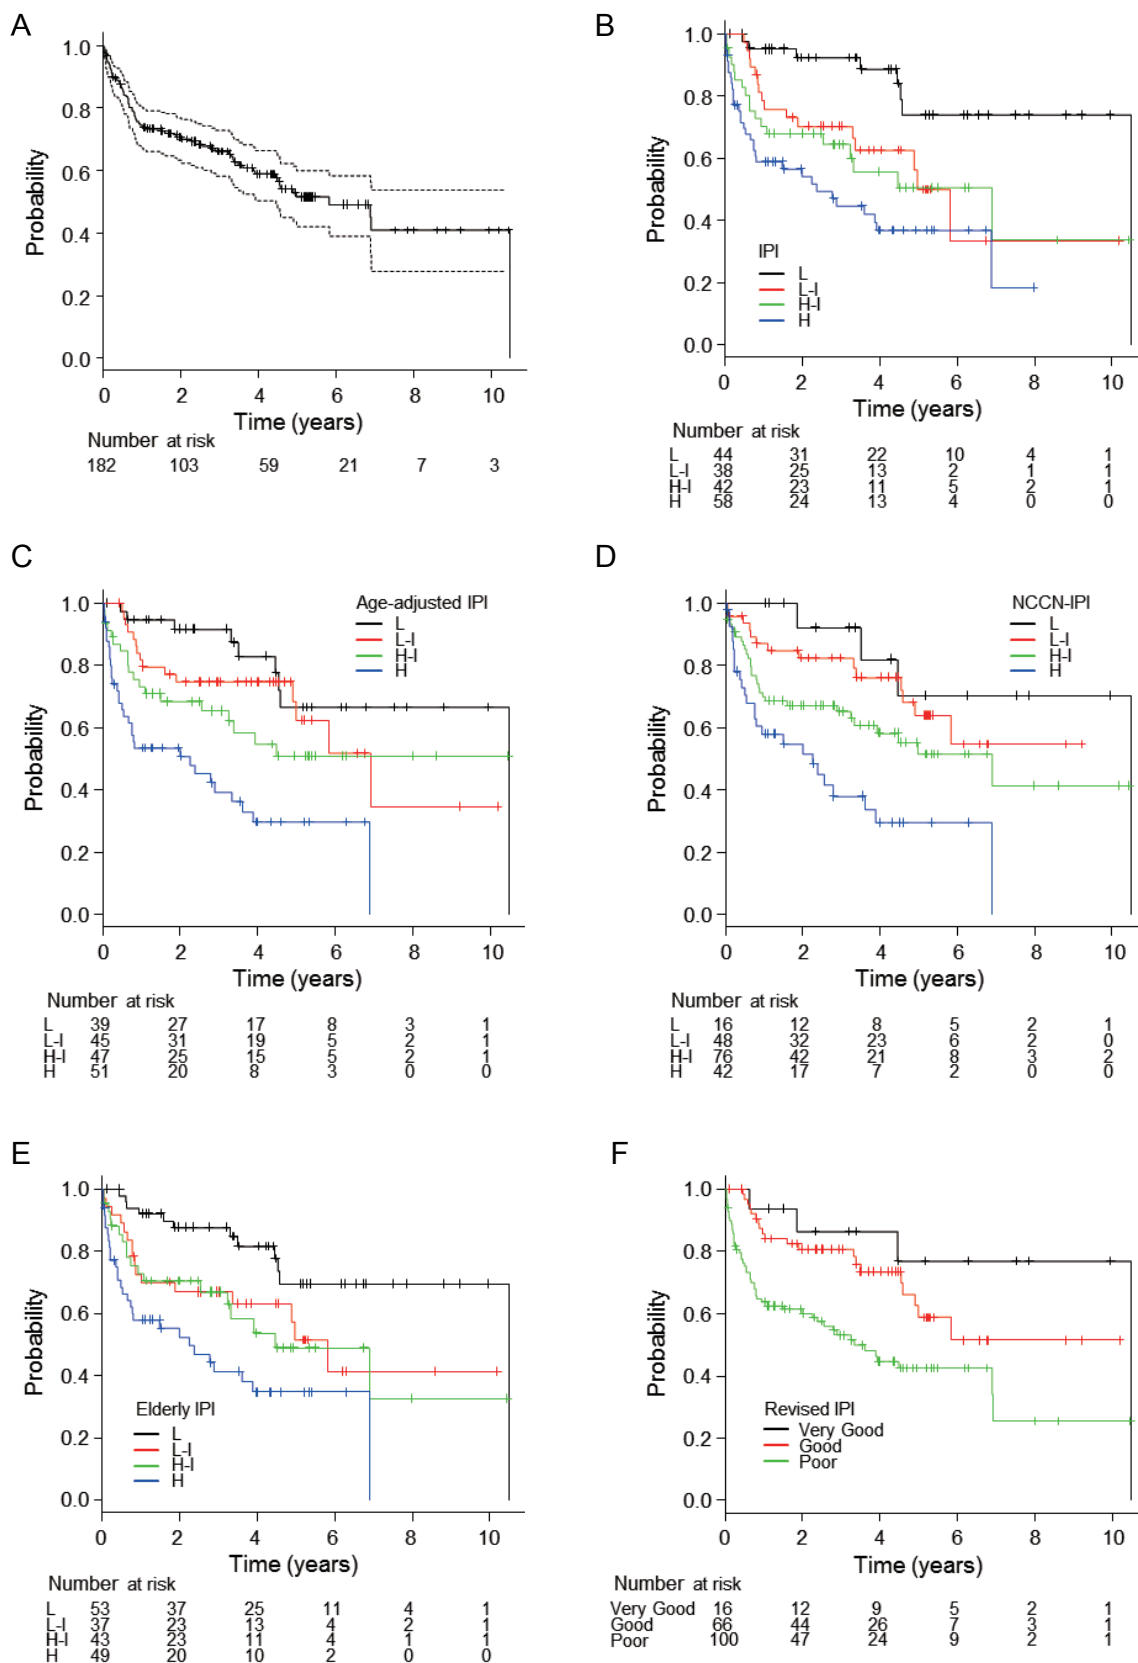 A
1.0
0.8
0.6
0.4
0.2
0.0
Probability
0 2 4 6 8 10
Time (years)
Number at risk
182 103 59 21 7 3
B
1.0
0.8
0.6
0.4
0.2
0.0
Probability
IPI
L
L-I
H-I
H
0 2 4 6 8 10
Time (years)
Number at risk
L 44 31 22 10 4 1
L-I 38 25 13 2 1 1
H-I 42 23 11 5 2 1
H 58 24 13 4 0 0
C
1.0
0.8
0.6
0.4
0.2
0.0
Probability
Age-adjusted IPI
L
L-I
H-I
H
0 2 4 6 8 10
Time (years)
Number at risk
L 39 27 17 8 3 1
L-I 45 31 19 5 2 1
H-I 47 25 15 5 2 1
H 51 20 8 3 0 0
D
1.0
0.8
0.6
0.4
0.2
0.0
Probability
NCCN-IPI
L
L-I
H-I
H
0 2 4 6 8 10
Time (years)
Number at risk
L 16 12 8 5 2 1
L-I 48 32 23 6 2 0
H-I 76 42 21 8 3 2
H 42 17 7 2 0 0
E
1.0
0.8
0.6
0.4
0.2
0.0
Probability
Elderly IPI
L
L-I
H-I
H
0 2 4 6 8 10
Time (years)
Number at risk
L 53 37 25 11 4 1
L-I 37 23 13 4 2 1
H-I 43 23 11 4 1 1
H 49 20 10 2 0 0
F
1.0
0.8
0.6
0.4
0.2
0.0
Probability
Revised IPI
Very Good
Good
Poor
0 2 4 6 8 10
Time (years)
Number at risk
Very Good 16 12 9 5 2 1
Good 66 44 26 7 3 1
Poor 100 47 24 9 2 1